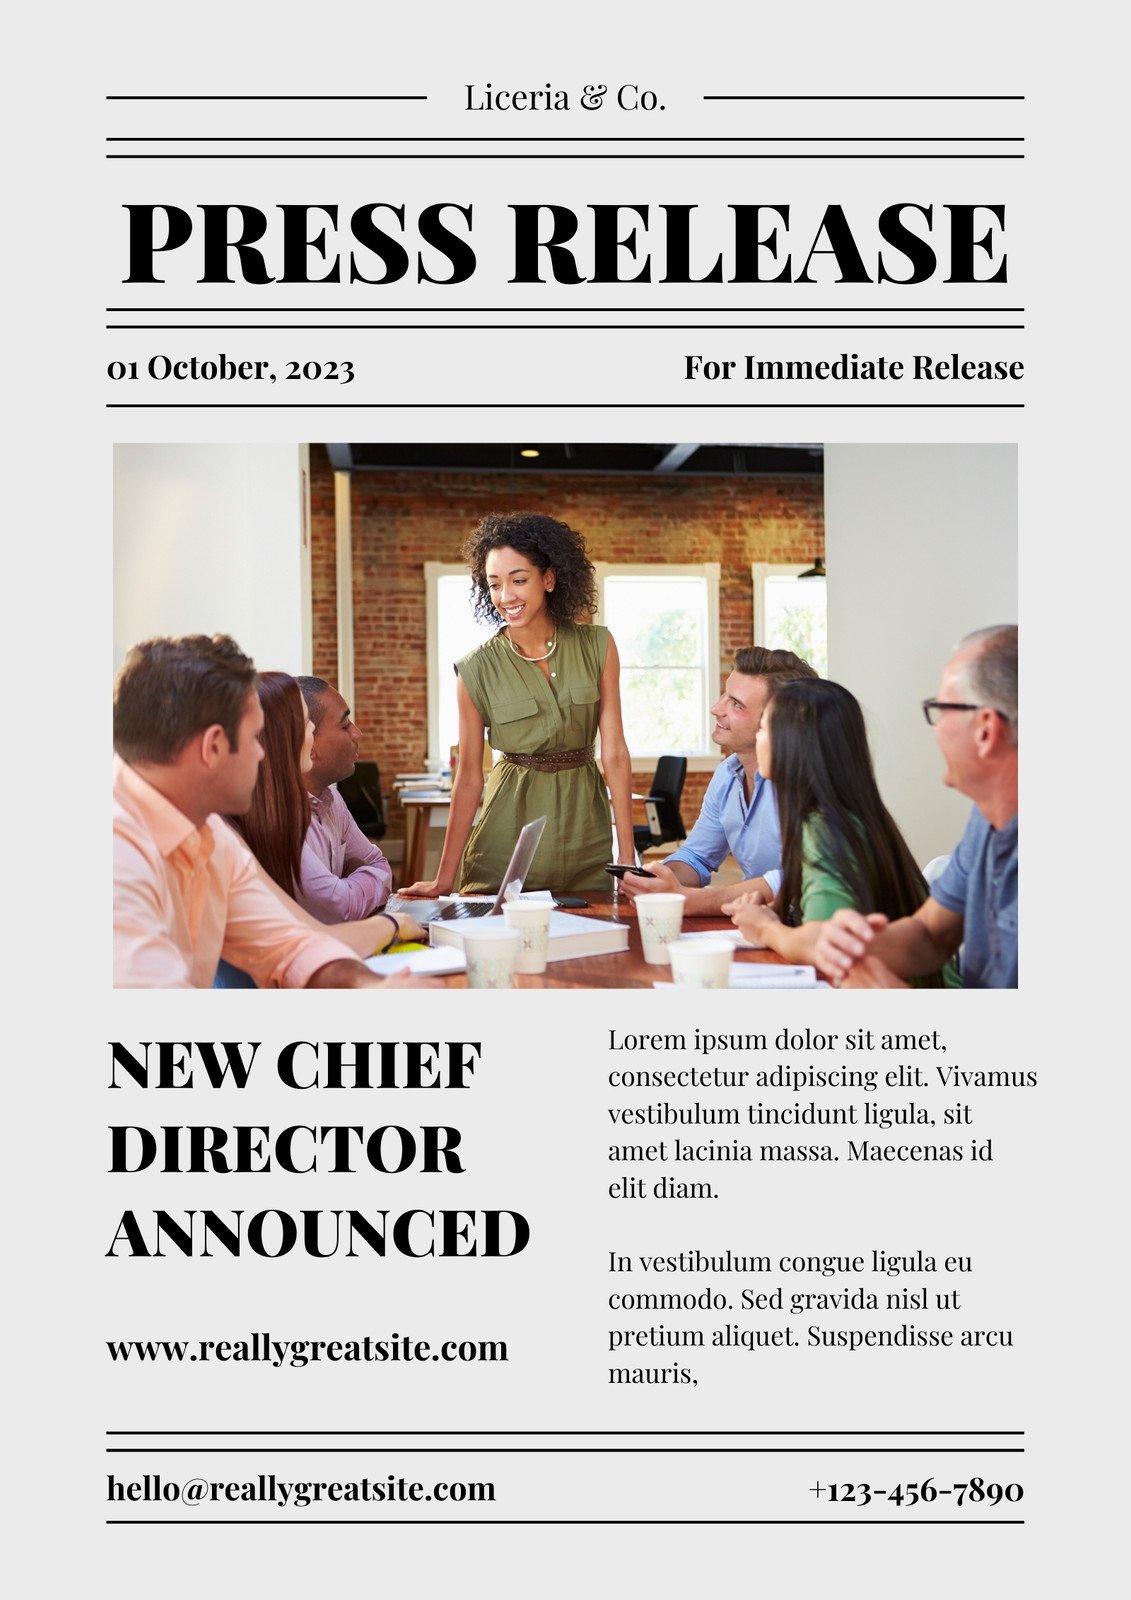 Liceria & Co.
PRESS RELEASE
01 October, 2023
For Immediate Release
NEW CHIEF
DIRECTOR
ANNOUNCED
www.reallygreatsite.com
Lorem ipsum dolor sit amet,
consectetur adipiscing elit. Vivamus
vestibulum tincidunt ligula, sit
amet lacinia massa. Maecenas id
elit diam.
In vestibulum congue ligula eu
commodo. Sed gravida nisl ut
pretium aliquet. Suspendisse arcu
mauris,
hello@reallygreatsite.com
+123-456-7890